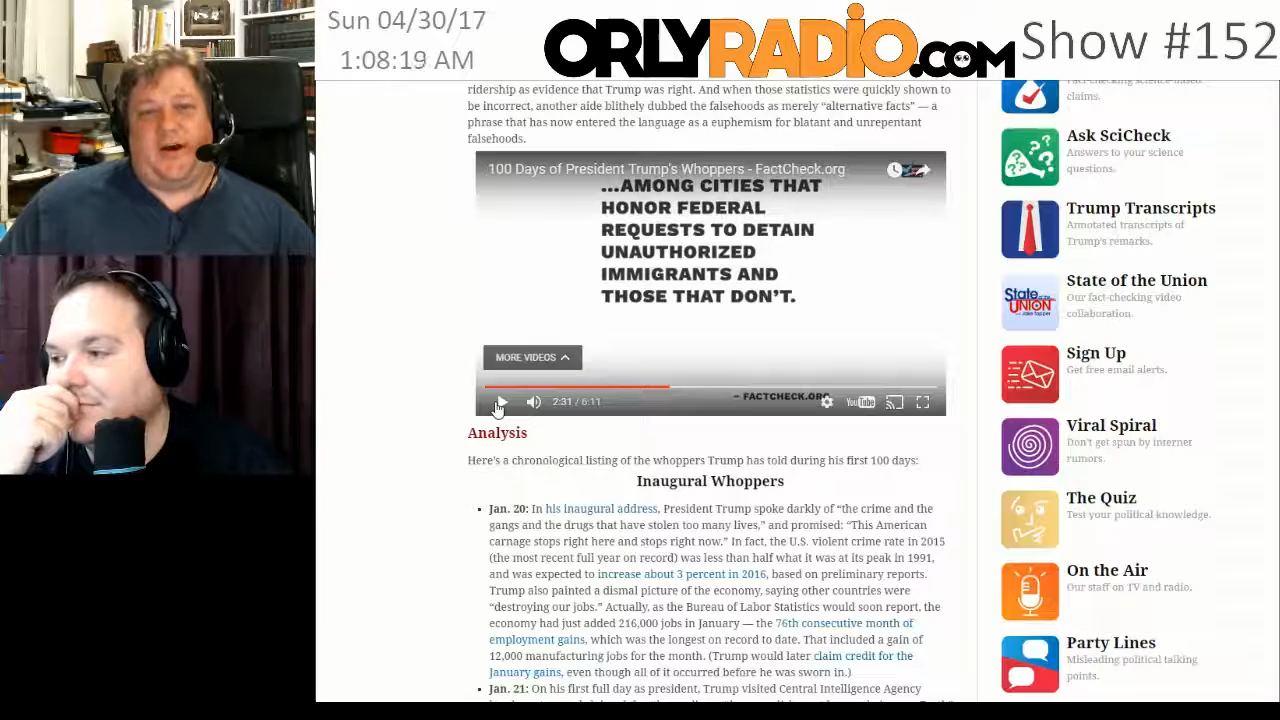 Sun 04/30/17
1:08:19 AM
ORLYRADIO.COM
Show #152
ridership as evidence that Trump was right. And when those statistics were quickly shown to
be incorrect, another aide blithely dubbed the falsehoods as merely “alternative facts” — a
phrase that has now entered the language as a euphemism for blatant and unrepentant
falsehoods.
100 Days of President Trump's Whoppers - FactCheck.org
...AMONG CITIES THAT
HONOR FEDERAL
REQUESTS TO DETAIN
UNAUTHORIZED
IMMIGRANTS AND
THOSE THAT DON'T.
MORE VIDEOS
– FACTCHECK.ORG
2:31 / 6:11
YouTube
Analysis
Here's a chronological listing of the whoppers Trump has told during his first 100 days:
Inaugural Whoppers
Jan. 20: In his inaugural address, President Trump spoke darkly of “the crime and the
gangs and the drugs that have stolen too many lives,” and promised: “This American
carnage stops right here and stops right now.” In fact, the U.S. violent crime rate in 2015
(the most recent full year on record) was less than half what it was at its peak in 1991,
and was expected to increase about 3 percent in 2016, based on preliminary reports.
Trump also painted a dismal picture of the economy, saying other countries were
“destroying our jobs.” Actually, as the Bureau of Labor Statistics would soon report, the
economy had just added 216,000 jobs in January — the 76th consecutive month of
employment gains, which was the longest on record to date. That included a gain of
12,000 manufacturing jobs for the month. (Trump would later claim credit for the
January gains, even though all of it occurred before he was sworn in.)
Jan. 21: On his first full day as president, Trump visited Central Intelligence Agency
claims.
Ask SciCheck
Answers to your science
questions.
Trump Transcripts
Annotated transcripts of
Trump's remarks.
State of the Union
Our fact-checking video
collaboration.
Sign Up
Get free email alerts.
Viral Spiral
Don't get spun by internet
rumors.
The Quiz
Test your political knowledge.
On the Air
Our staff on TV and radio.
Party Lines
Misleading political talking
points.